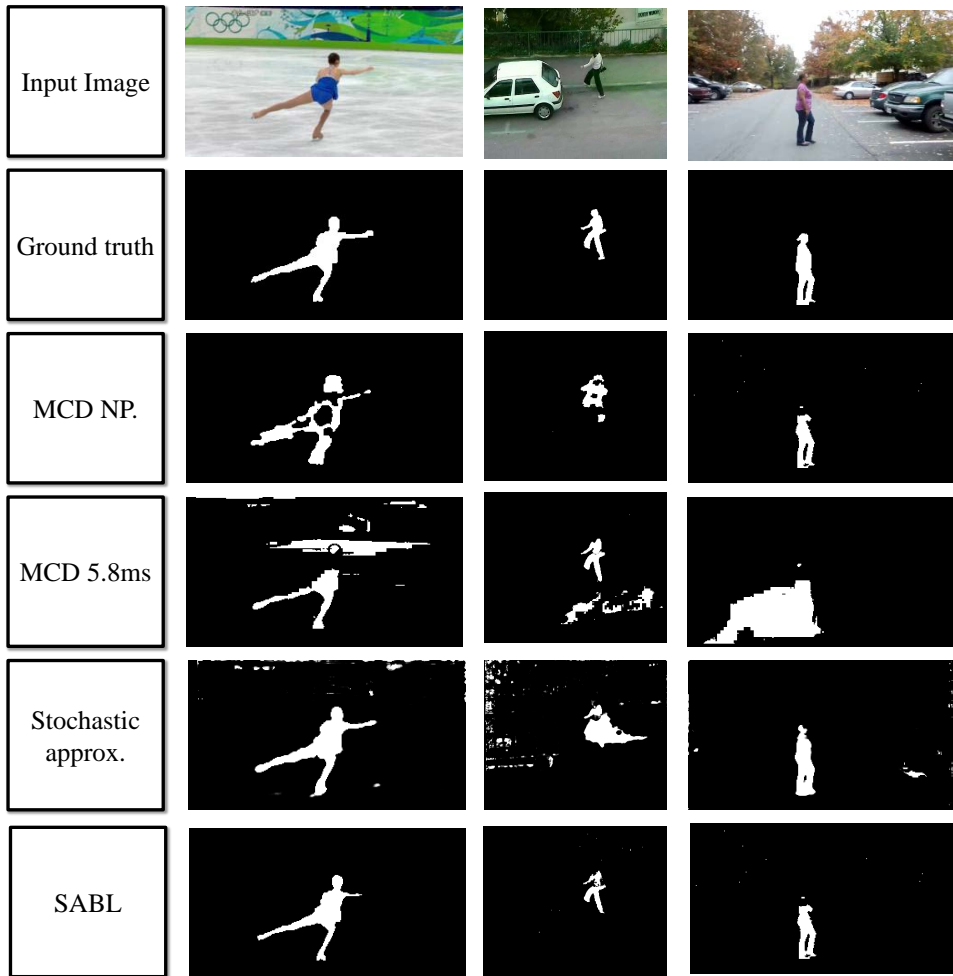 Input Image
Ground truth
MCD NP.
MCD 5.8ms
Stochastic
approx.
SABL